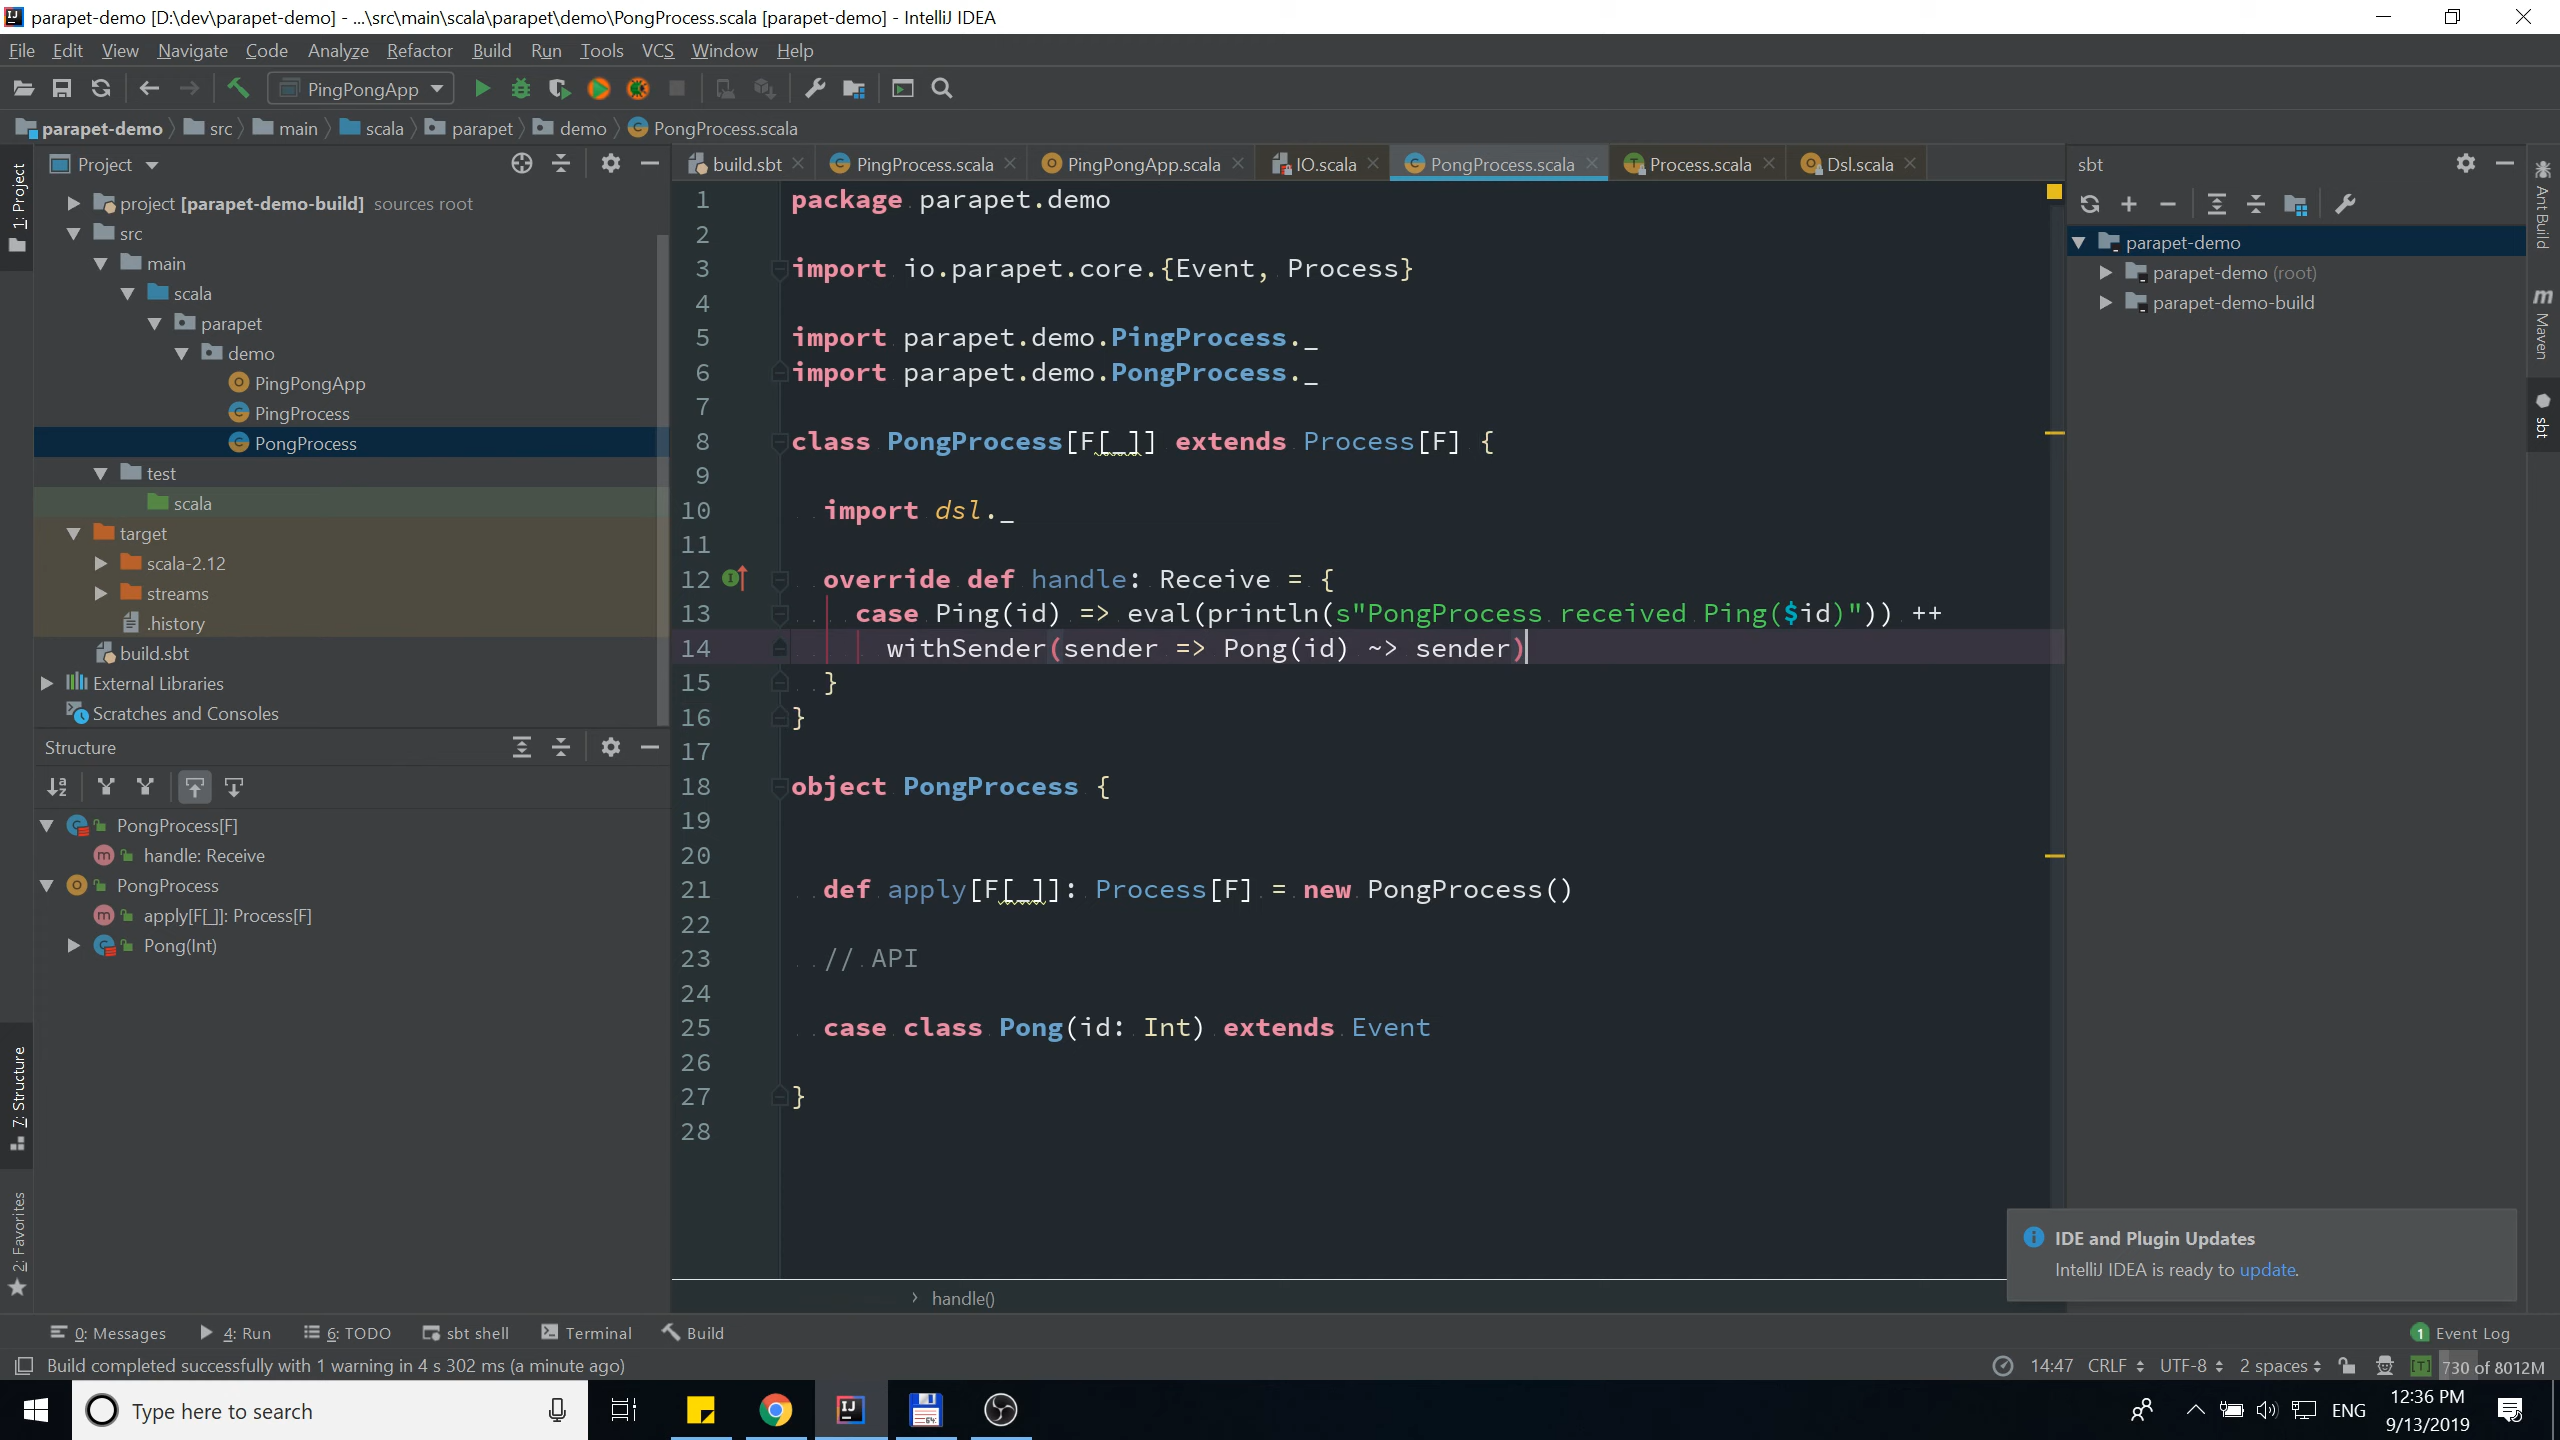 parapet-demo [D:\dev\parapet-demo] - ...\src\main\scala\parapet\demo\PongProcess.scala [parapet-demo] - IntelliJ IDEA
File Edit View Navigate Code Analyze Refactor Build Run Tools VCS Window Help
PingPongApp
parapet-demo src main scala parapet demo PongProcess.scala
1: Project
Project
project [parapet-demo-build] sources root
src
main
scala
parapet
demo
PingPongApp
PingProcess
PongProcess
test
scala
target
scala-2.12
streams
.history
build.sbt
External Libraries
Scratches and Consoles
Structure
PongProcess[F]
handle: Receive
PongProcess
apply[F[_]]: Process[F]
Pong(Int)
7: Structure
2: Favorites
build.sbt PingProcess.scala PingPongApp.scala IO.scala PongProcess.scala Process.scala Dsl.scala
1 package parapet.demo
2
3 import io.parapet.core.{Event, Process}
4
5 import parapet.demo.PingProcess._
6 import parapet.demo.PongProcess._
7
8 class PongProcess[F[_]] extends Process[F] {
9
10 import dsl._
11
12 override def handle: Receive = {
13 case Ping(id) => eval(println(s"PongProcess received Ping($id)")) ++
14 withSender(sender => Pong(id) ~> sender)
15 }
16 }
17
18 object PongProcess {
19
20
21 def apply[F[_]]: Process[F] = new PongProcess()
22
23 // API
24
25 case class Pong(id: Int) extends Event
26
27 }
28
handle()
sbt
parapet-demo
parapet-demo (root)
parapet-demo-build
Ant Build
Maven
sbt
IDE and Plugin Updates
IntelliJ IDEA is ready to update.
0: Messages 4: Run 6: TODO sbt shell Terminal Build
1 Event Log
Build completed successfully with 1 warning in 4 s 302 ms (a minute ago)
14:47 CRLF UTF-8 2 spaces [T] 730 of 8012M
Type here to search
ENG
12:36 PM
9/13/2019